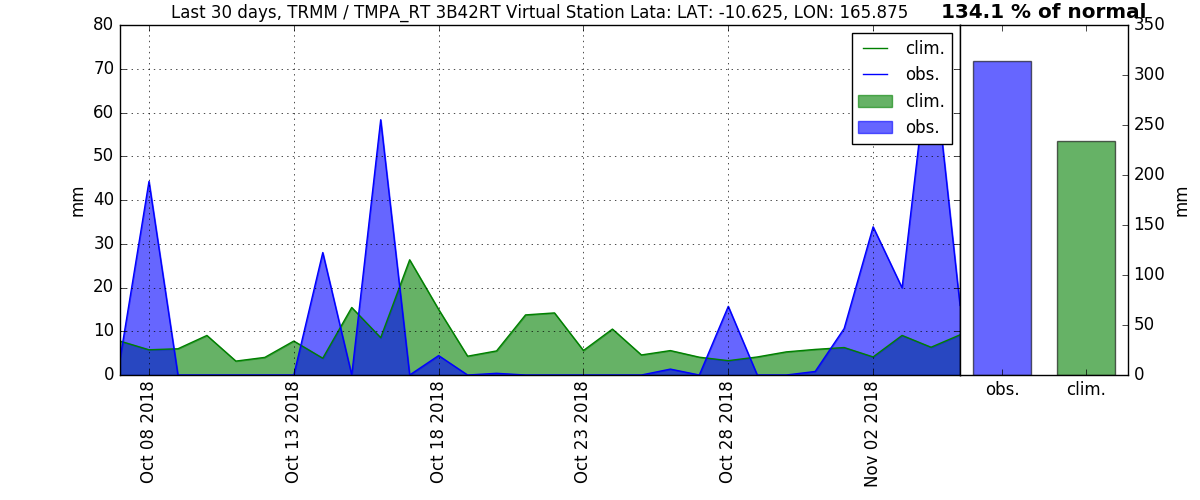 Last 30 days, TRMM / TMPA_RT 3B42RT Virtual Station Lata: LAT: -10.625, LON: 165.875
134.1 % of normal
80
70
60
50
40
30
20
10
0
mm
clim.
obs.
clim.
obs.
350
300
250
200
150
100
50
0
mm
obs.
clim.
Oct 08 2018
Oct 13 2018
Oct 18 2018
Oct 23 2018
Oct 28 2018
Nov 02 2018